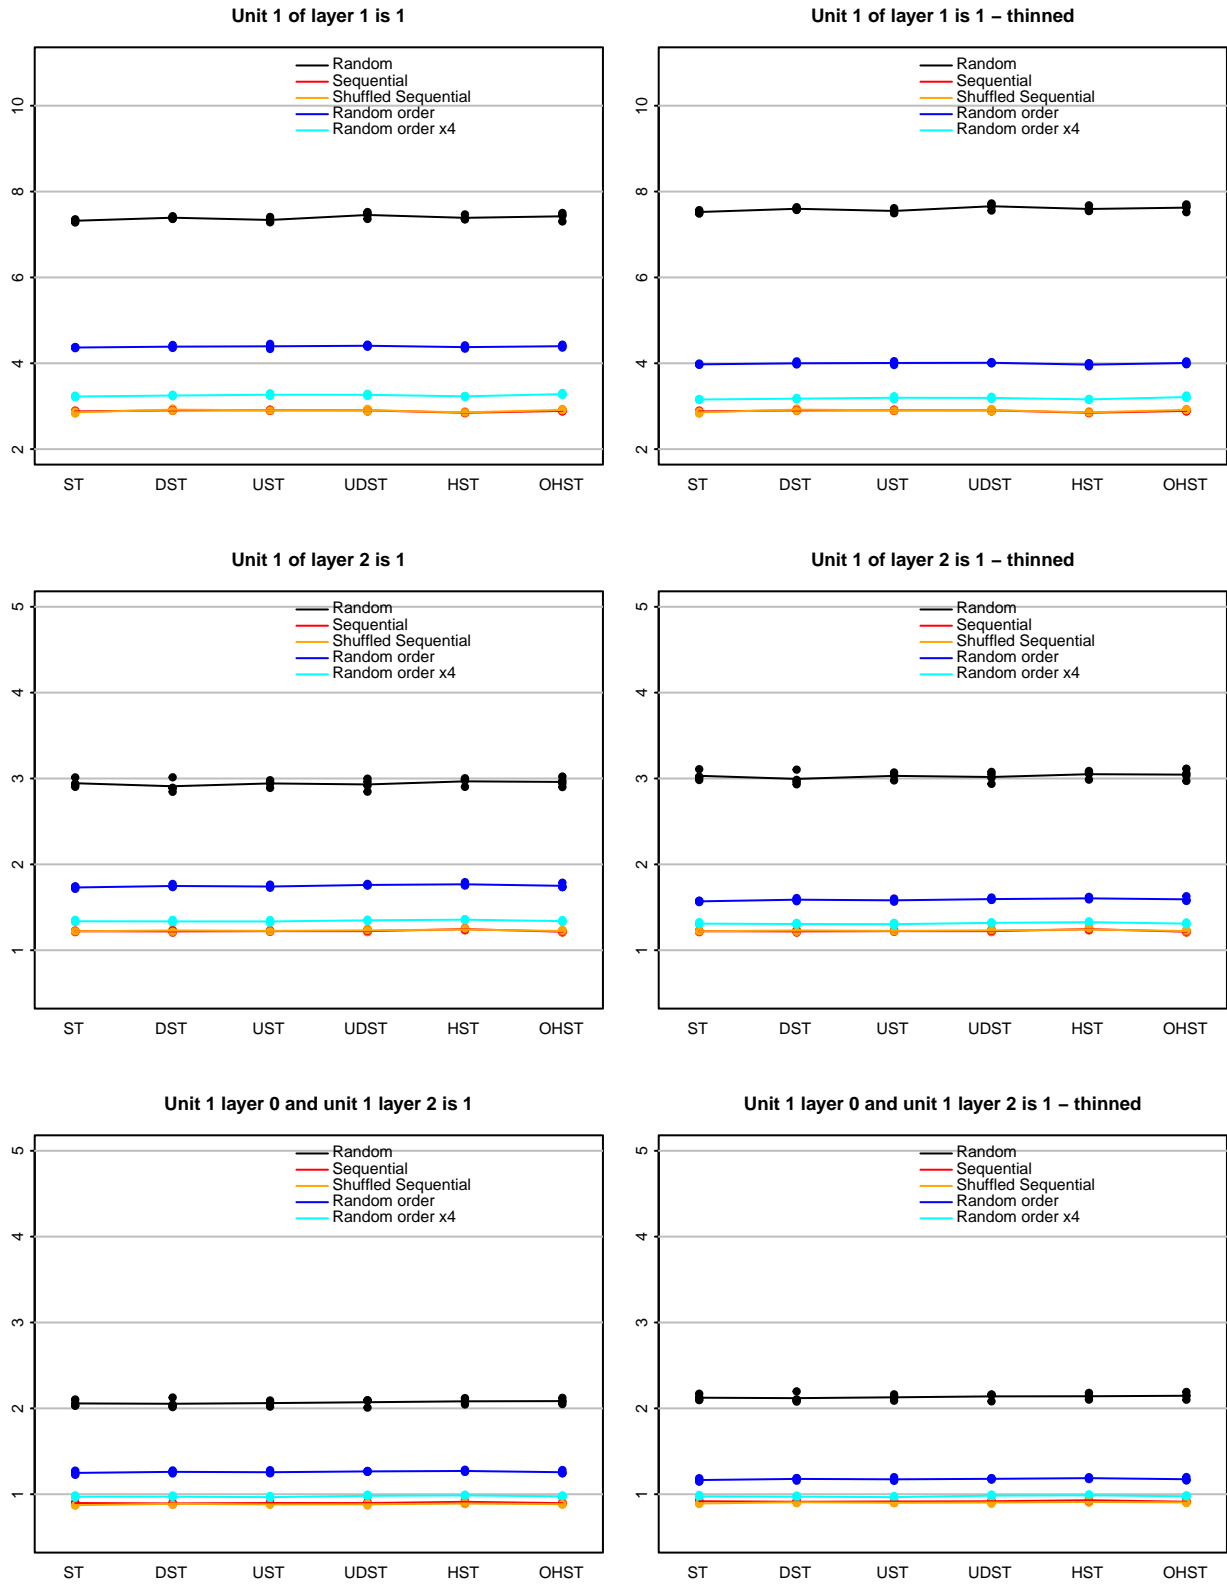 Unit 1 of layer 1 is 1
Random
Sequential
Shuffled Sequential
Random order
Random order x4
10
8
6
4
2
ST DST UST UDST HST OHST
Unit 1 of layer 1 is 1 – thinned
Random
Sequential
Shuffled Sequential
Random order
Random order x4
10
8
6
4
2
ST DST UST UDST HST OHST
Unit 1 of layer 2 is 1
Random
Sequential
Shuffled Sequential
Random order
Random order x4
5
4
3
2
1
ST DST UST UDST HST OHST
Unit 1 of layer 2 is 1 – thinned
Random
Sequential
Shuffled Sequential
Random order
Random order x4
5
4
3
2
1
ST DST UST UDST HST OHST
Unit 1 layer 0 and unit 1 layer 2 is 1
Random
Sequential
Shuffled Sequential
Random order
Random order x4
5
4
3
2
1
ST DST UST UDST HST OHST
Unit 1 layer 0 and unit 1 layer 2 is 1 – thinned
Random
Sequential
Shuffled Sequential
Random order
Random order x4
5
4
3
2
1
ST DST UST UDST HST OHST